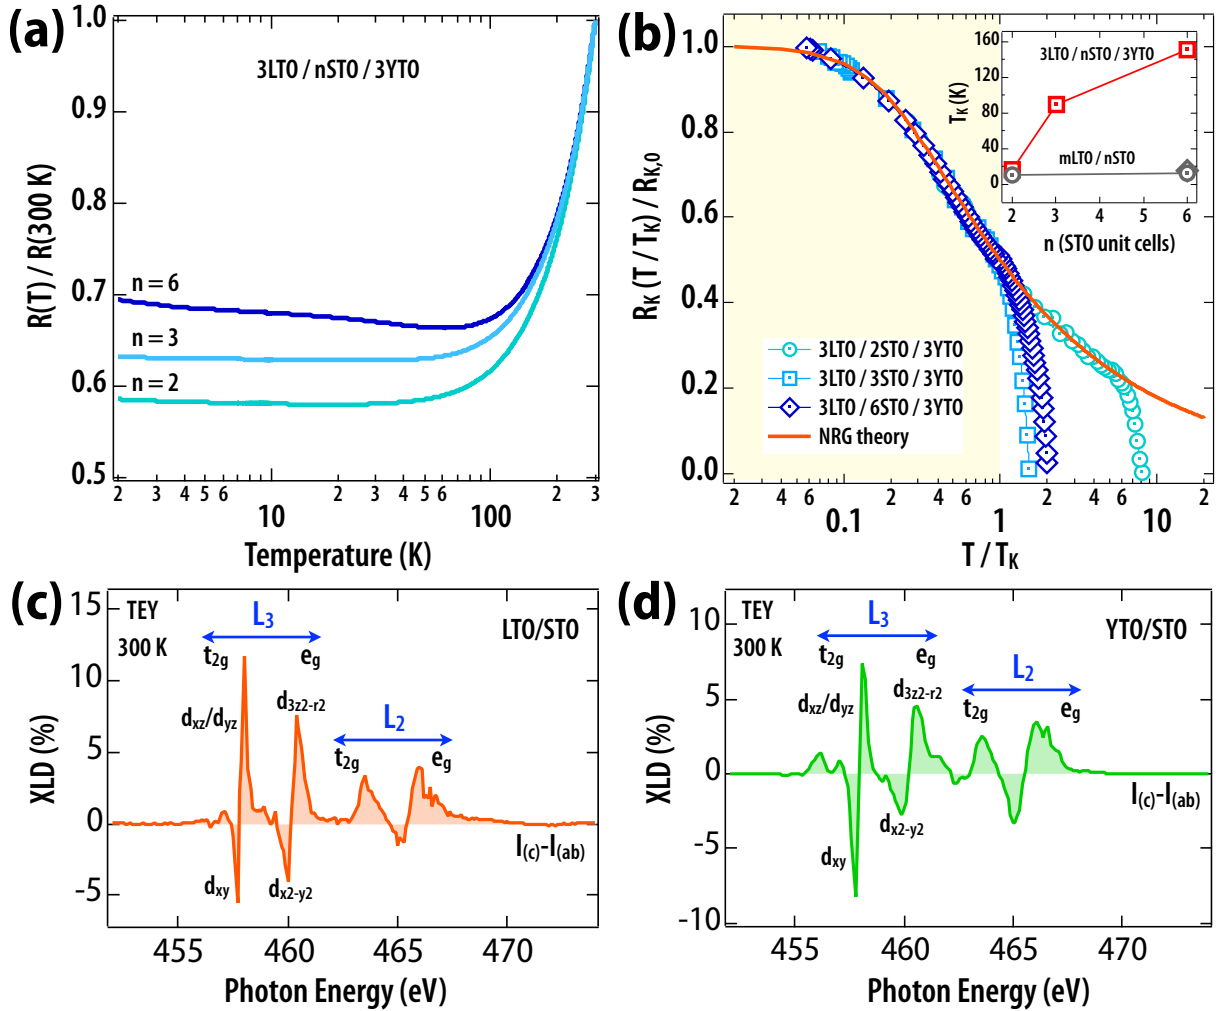 (a)
3LTO / nSTO / 3YTO
1.0
0.9
0.8
0.7
0.6
0.5
R(T) / R(300 K)
n = 6
n = 3
n = 2
2 3 4 5 6 2 3 4 5 6 2 3
10 100
Temperature (K)
(b)
1.0
0.8
0.6
0.4
0.2
0.0
R_K (T / T_K) / R_K,0
3LTO / 2STO / 3YTO
3LTO / 3STO / 3YTO
3LTO / 6STO / 3YTO
NRG theory
2 4 6 2 4 6 2 4 6 2
0.1 1 10
T / T_K
160
120
80
40
0
T_K (K)
3LTO / nSTO / 3YTO
mLTO / nSTO
2 3 4 5 6
n (STO unit cells)
(c)
15
10
5
0
-5
XLD (%)
TEY
300 K
L3
LTO/STO
t2g
eg
dxz/dyz
d3z2-r2
L2
t2g
eg
I(c)-I(ab)
dxy
dx2-y2
455 460 465 470
Photon Energy (eV)
(d)
10
5
0
-5
-10
XLD (%)
TEY
300 K
L3
YTO/STO
t2g
eg
L2
dxz/dyz
d3z2-r2
t2g
eg
I(c)-I(ab)
dx2-y2
dxy
455 460 465 470
Photon Energy (eV)